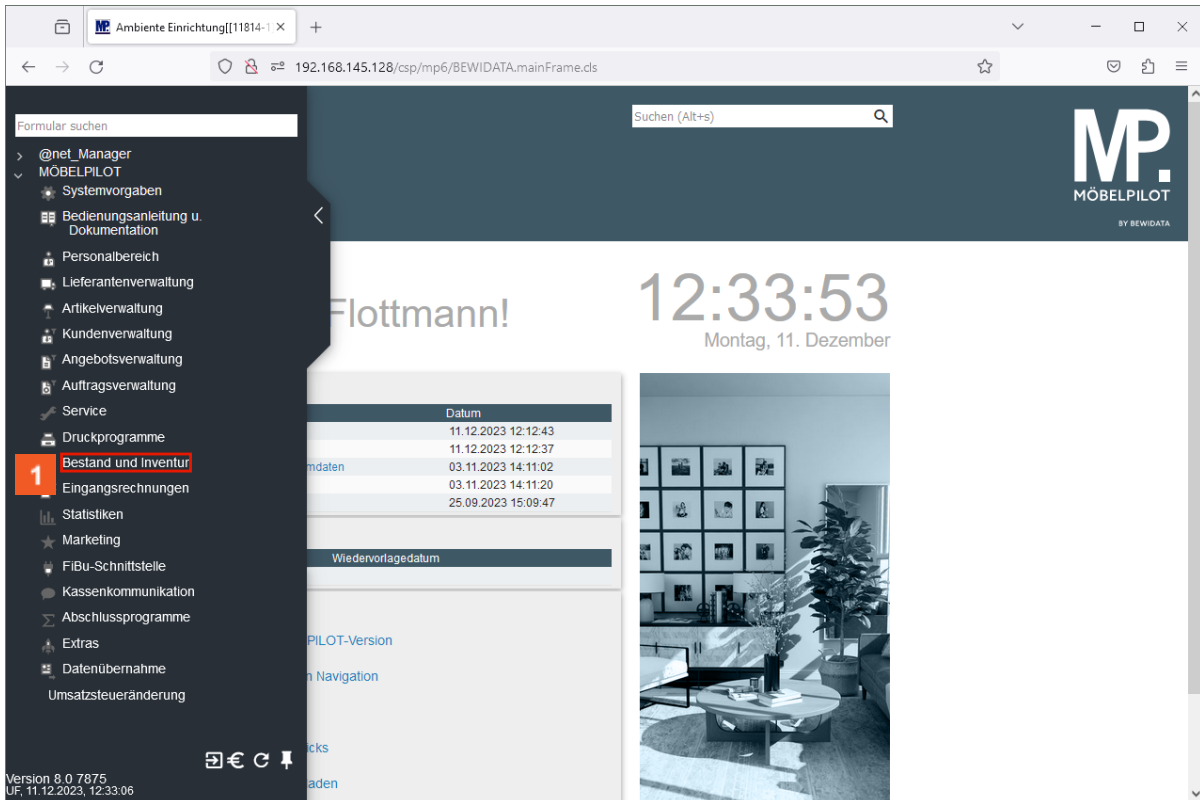 Ambiente Einrichtung[[11814-1
192.168.145.128/csp/mp6/BEWIDATA.mainFrame.cls
Formular suchen
@net_Manager
MÖBELPILOT
Systemvorgaben
Bedienungsanleitung u.
Dokumentation
Personalbereich
Lieferantenverwaltung
Artikelverwaltung
Kundenverwaltung
Angebotsverwaltung
Auftragsverwaltung
Service
Druckprogramme
1 Bestand und Inventur
Eingangsrechnungen
Statistiken
Marketing
FiBu-Schnittstelle
Kassenkommunikation
Abschlussprogramme
Extras
Datenübernahme
Umsatzsteueränderung
Version 8.0 7875
UF, 11.12.2023, 12:33:06
Suchen (Alt+s)
MP.
MÖBELPILOT
BY BEWIDATA
Flottmann!
12:33:53
Montag, 11. Dezember
Datum
11.12.2023 12:12:43
11.12.2023 12:12:37
mdaten 03.11.2023 14:11:02
03.11.2023 14:11:20
25.09.2023 15:09:47
Wiedervorlagedatum
PILOT-Version
n Navigation
icks
aden